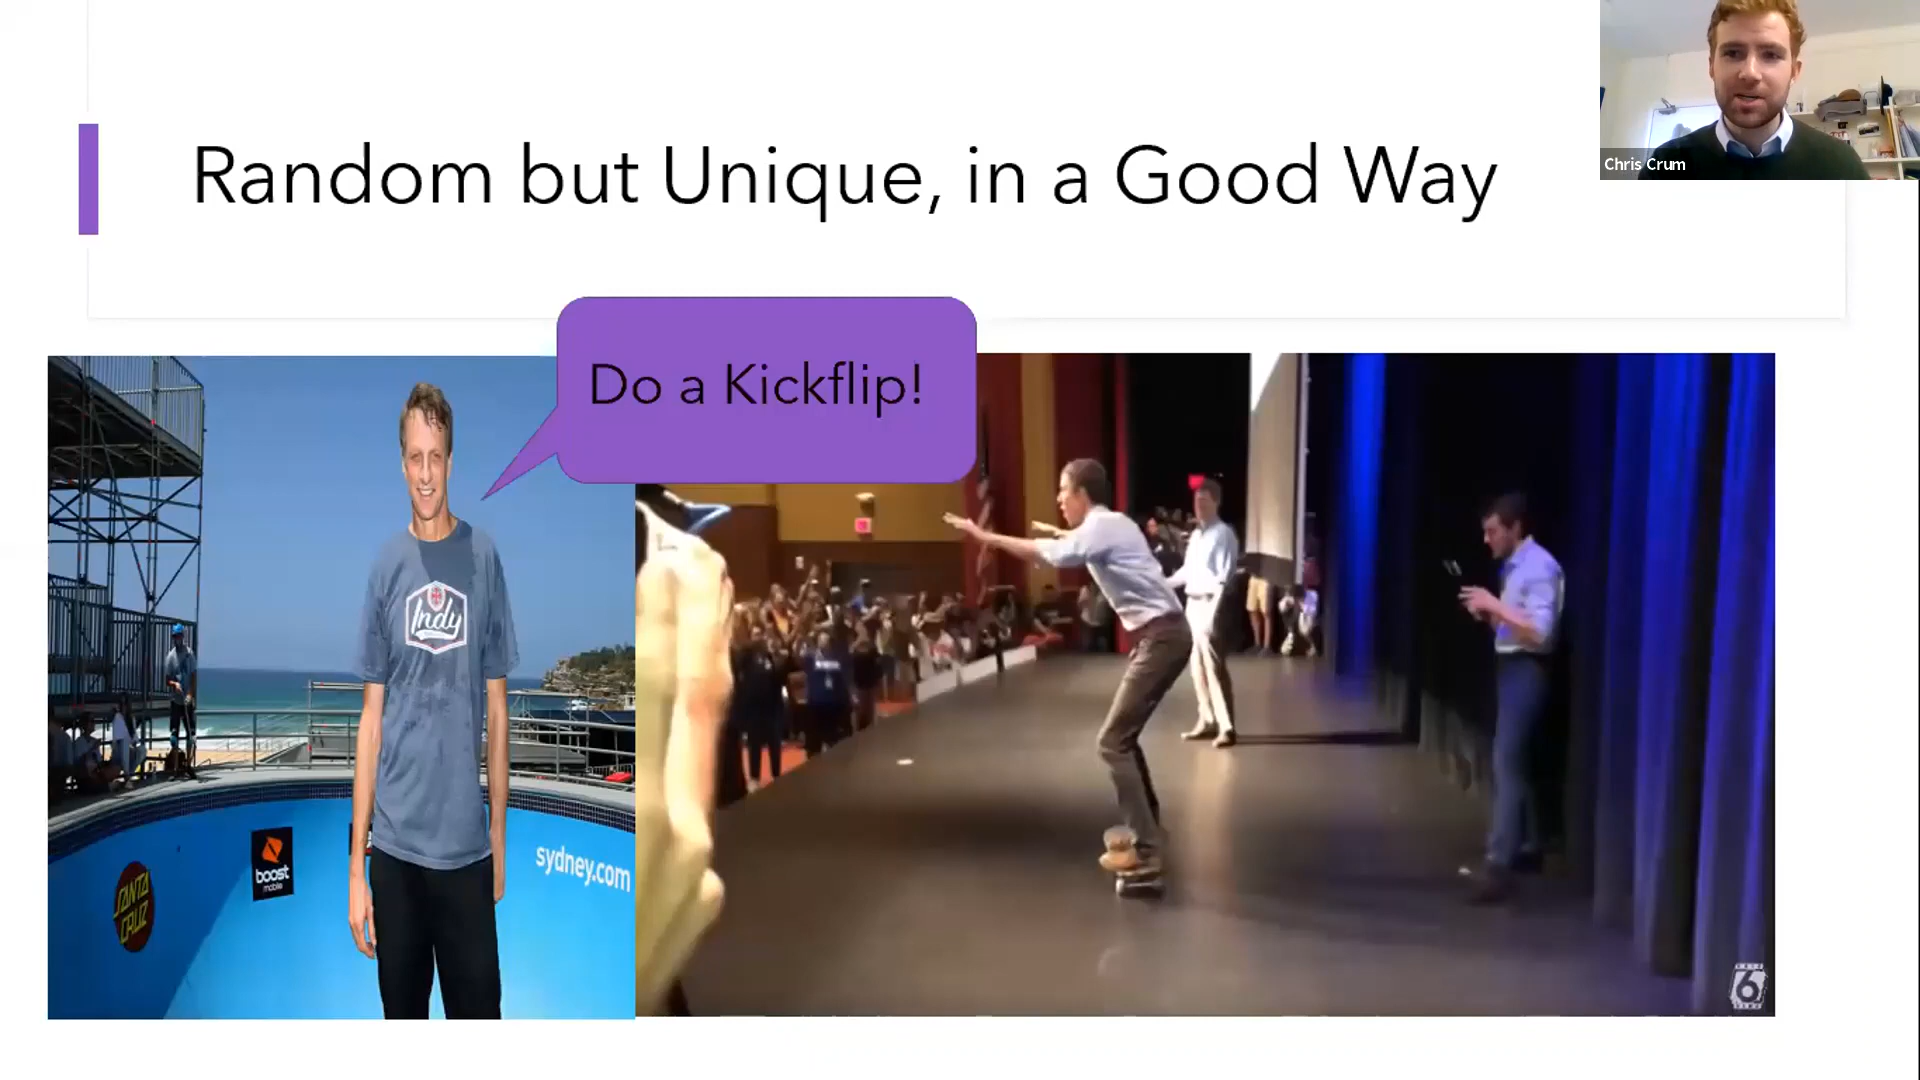 Random but Unique, in a Good Way
Chris Crum
Do a Kickflip!
Indy
sydney.com
boost
mobile
SANTA
CRUZ
6